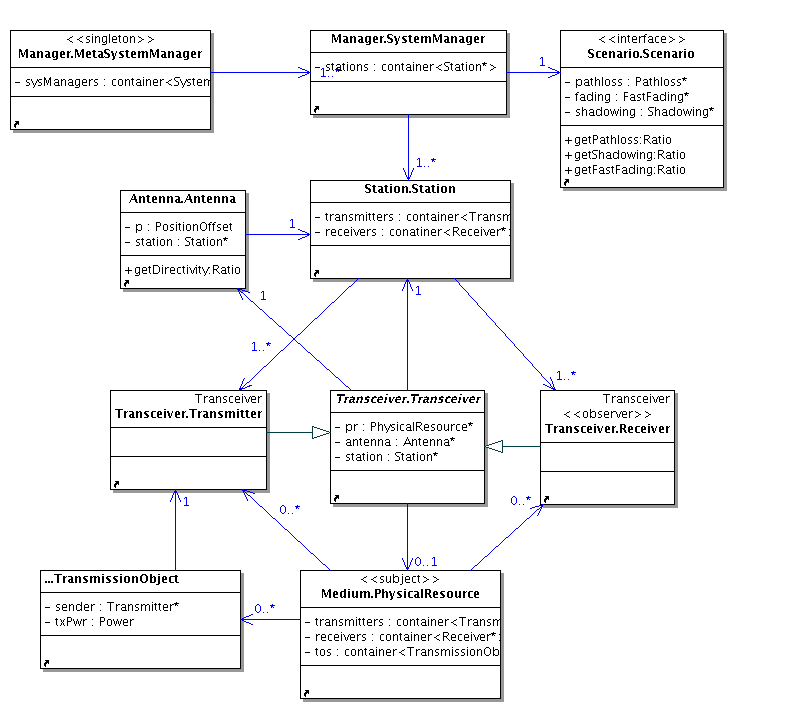 <<singleton>>
Manager.MetaSystemManager
- sysManagers : container<System
Manager.SystemManager
- stations : container<Station*>
1..*
1
<<interface>>
Scenario.Scenario
- pathloss : Pathloss*
- fading : FastFading*
- shadowing : Shadowing*
+getPathloss:Ratio
+getShadowing:Ratio
+getFastFading:Ratio
1..*
Antenna.Antenna
- p : PositionOffset
- station : Station*
+getDirectivity:Ratio
1
Station.Station
- transmitters : container<Transm
- receivers : conatiner<Receiver*>
1
1
1..*
1..*
Transceiver
Transceiver.Transmitter
Transceiver.Transceiver
- pr : PhysicalResource*
- antenna : Antenna*
- station : Station*
Transceiver
<<observer>>
Transceiver.Receiver
1
0..*
0..*
0..1
...TransmissionObject
- sender : Transmitter*
- txPwr : Power
0..*
<<subject>>
Medium.PhysicalResource
- transmitters : container<Transm
- receivers : container<Receiver*>
- tos : container<TransmissionOb